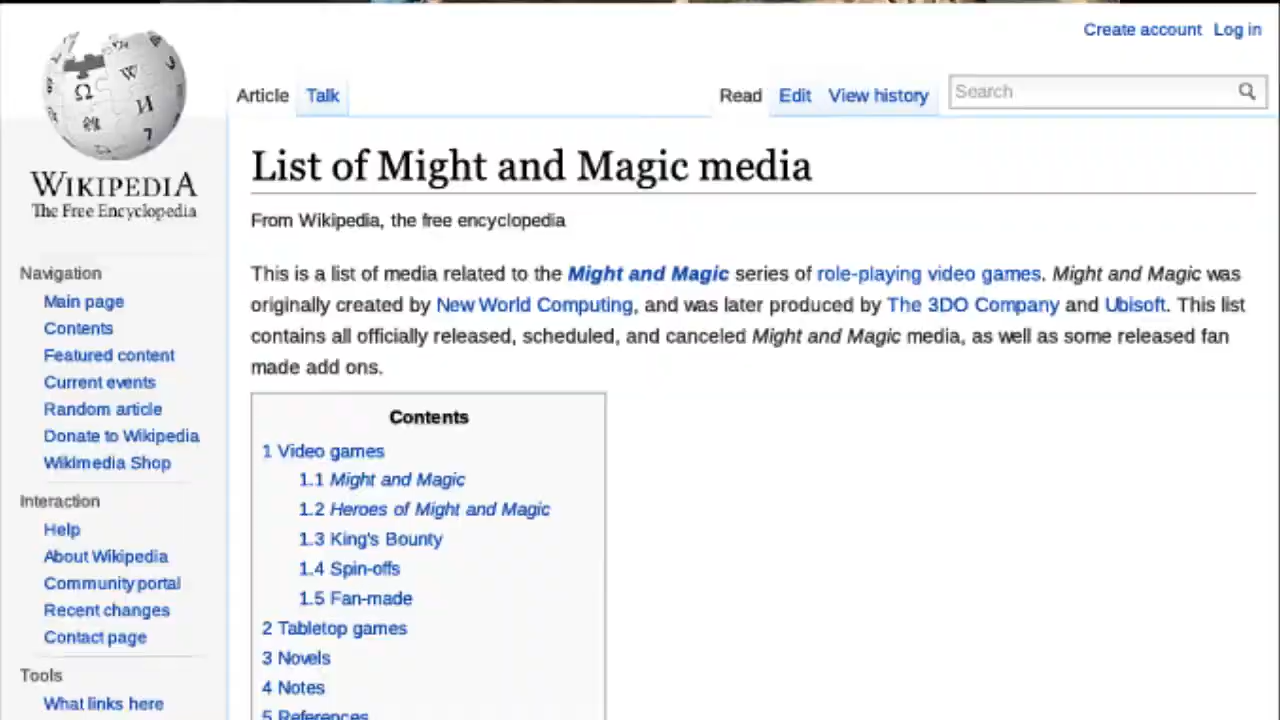 Create account Log in
Article Talk Read Edit View history Search
WIKIPEDIA
The Free Encyclopedia
List of Might and Magic media
From Wikipedia, the free encyclopedia
This is a list of media related to the Might and Magic series of role-playing video games. Might and Magic was
originally created by New World Computing, and was later produced by The 3DO Company and Ubisoft. This list
contains all officially released, scheduled, and canceled Might and Magic media, as well as some released fan
made add ons.
Contents
1 Video games
1.1 Might and Magic
1.2 Heroes of Might and Magic
1.3 King's Bounty
1.4 Spin-offs
1.5 Fan-made
2 Tabletop games
3 Novels
4 Notes
5 References
Navigation
Main page
Contents
Featured content
Current events
Random article
Donate to Wikipedia
Wikimedia Shop
Interaction
Help
About Wikipedia
Community portal
Recent changes
Contact page
Tools
What links here